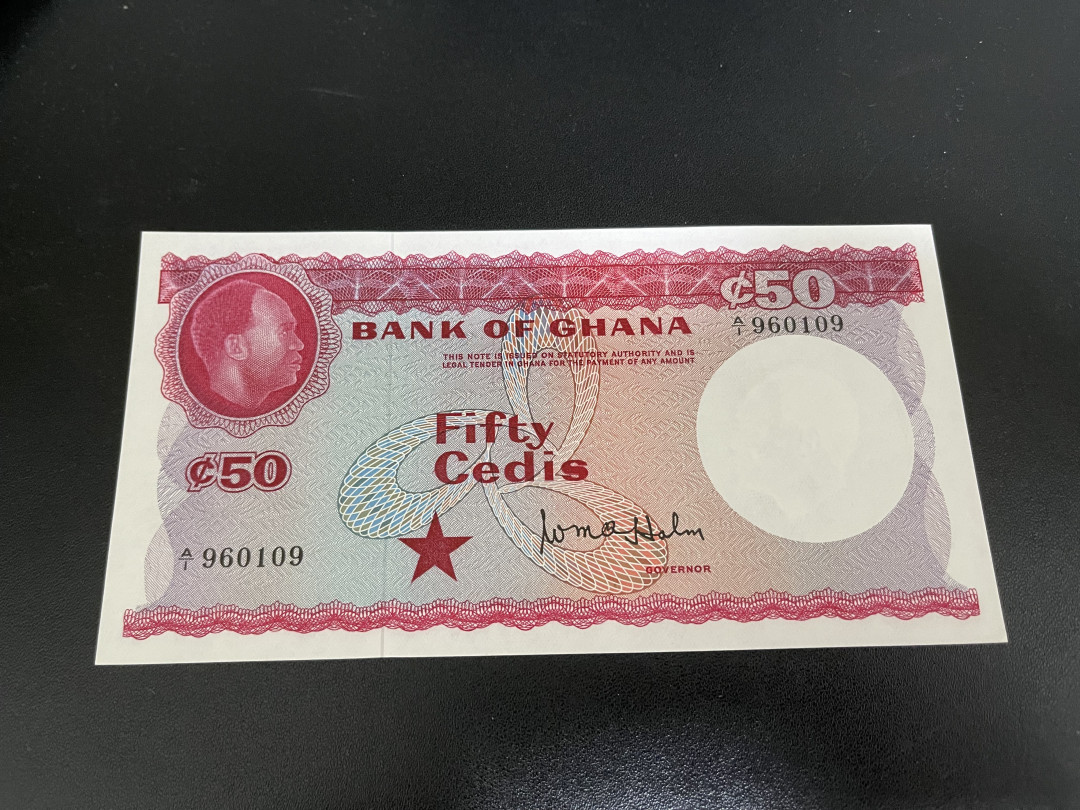 ₵50
BANK OF GHANA
A/1 960109
THIS NOTE IS ISSUED ON STATUTORY AUTHORITY AND IS
LEGAL TENDER IN GHANA FOR THE PAYMENT OF ANY AMOUNT
Fifty
Cedis
₵50
A/1 960109
GOVERNOR